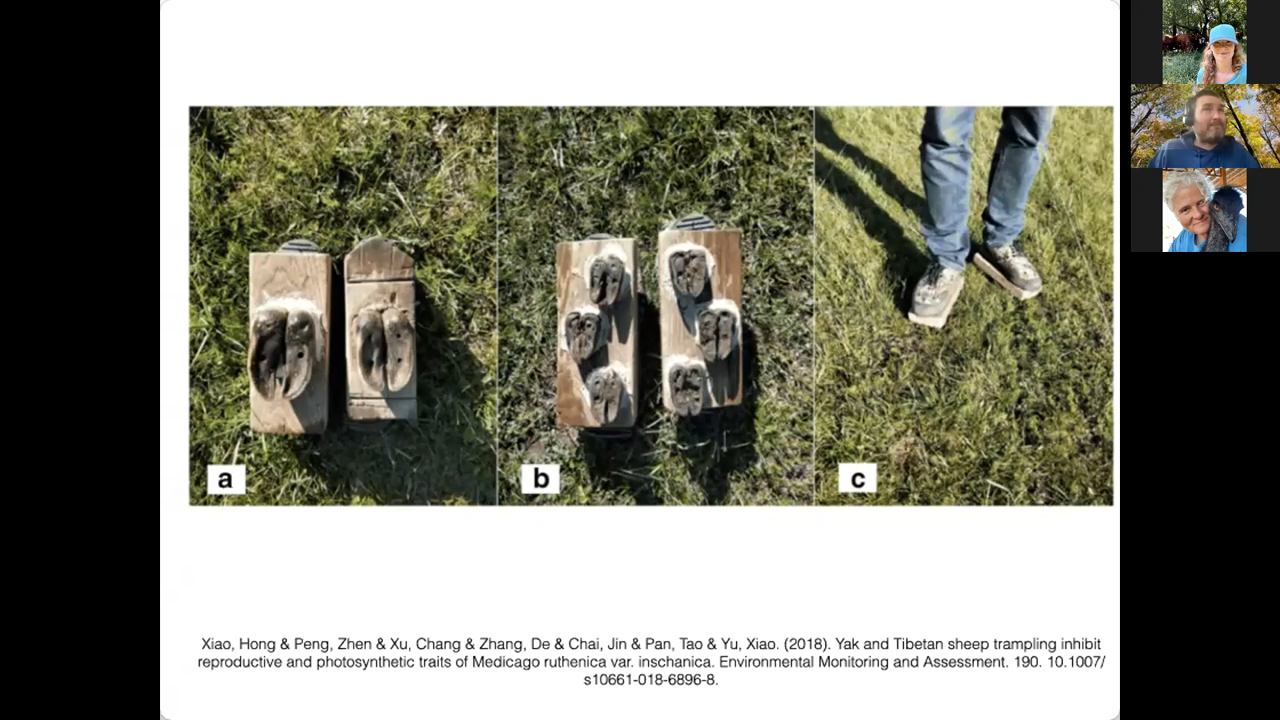 a
b
c
Xiao, Hong & Peng, Zhen & Xu, Chang & Zhang, De & Chai, Jin & Pan, Tao & Yu, Xiao. (2018). Yak and Tibetan sheep trampling inhibit
reproductive and photosynthetic traits of Medicago ruthenica var. inschanica. Environmental Monitoring and Assessment. 190. 10.1007/
s10661-018-6896-8.